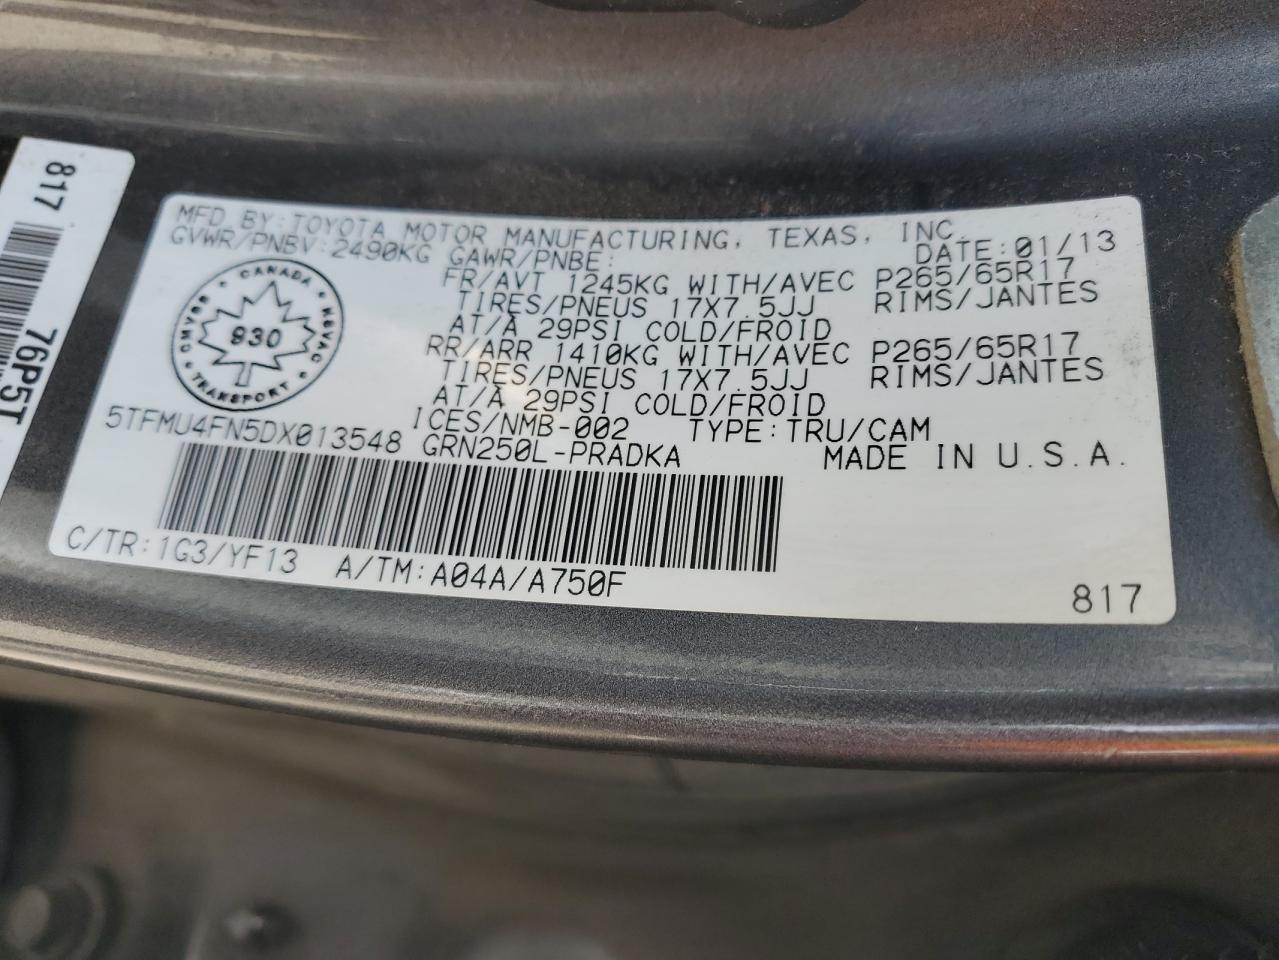 817
76P5T
MFD BY:TOYOTA MOTOR MANUFACTURING, TEXAS, INC.
GVWR/PNBV:2490KG GAWR/PNBE: DATE:01/13
FR/AVT 1245KG WITH/AVEC P265/65R17
TIRES/PNEUS 17X7.5JJ RIMS/JANTES
AT/A 29PSI COLD/FROID
RR/ARR 1410KG WITH/AVEC P265/65R17
TIRES/PNEUS 17X7.5JJ RIMS/JANTES
AT/A 29PSI COLD/FROID
CANADA
CMVSS NSVAC
930
TRANSPORT
ICES/NMB-002 TYPE:TRU/CAM
5TFMU4FN5DX013548 GRN250L-PRADKA MADE IN U.S.A.
C/TR:1G3/YF13 A/TM:A04A/A750F
817